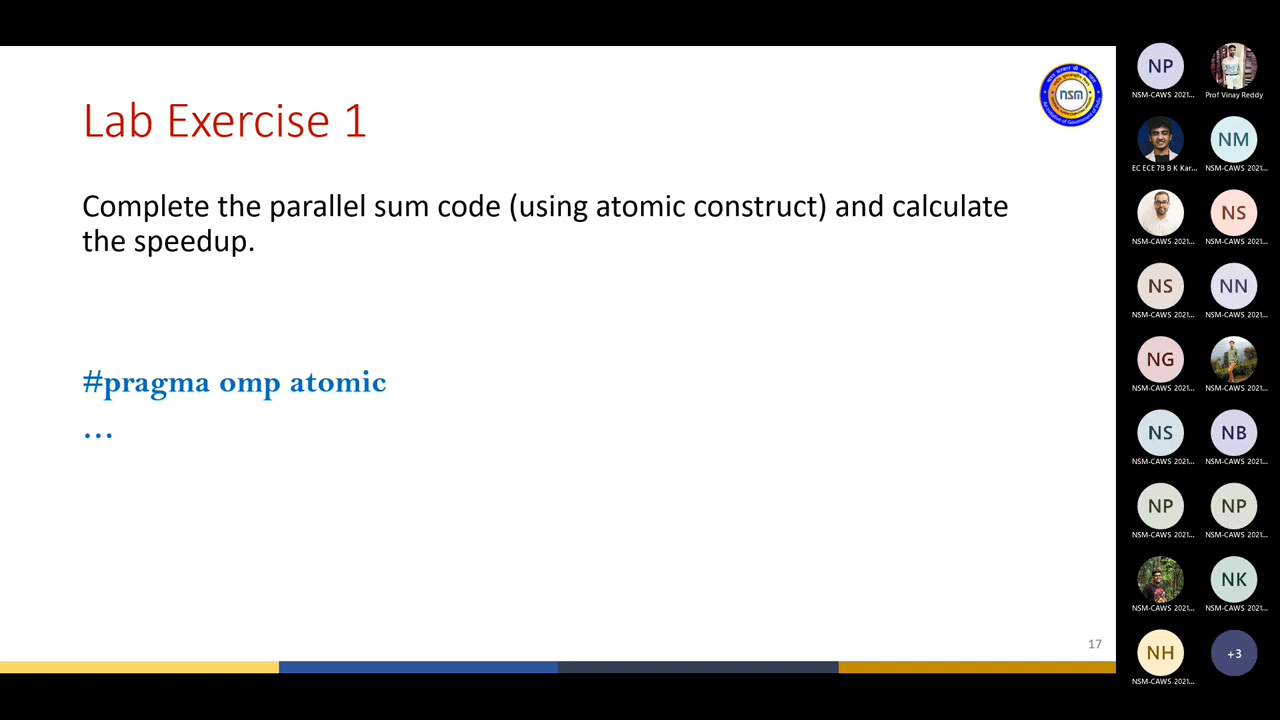 Lab Exercise 1
nsm
Complete the parallel sum code (using atomic construct) and calculate
the speedup.
#pragma omp atomic
...
17
NP
NSM-CAWS 2021...
Prof Vinay Reddy
EC ECE 7B B K Kar...
NM
NSM-CAWS 2021...
NSM-CAWS 2021...
NS
NSM-CAWS 2021...
NS
NSM-CAWS 2021...
NN
NSM-CAWS 2021...
NG
NSM-CAWS 2021...
NSM-CAWS 2021...
NS
NSM-CAWS 2021...
NB
NSM-CAWS 2021...
NP
NSM-CAWS 2021...
NP
NSM-CAWS 2021...
NSM-CAWS 2021...
NK
NSM-CAWS 2021...
NH
NSM-CAWS 2021...
+3